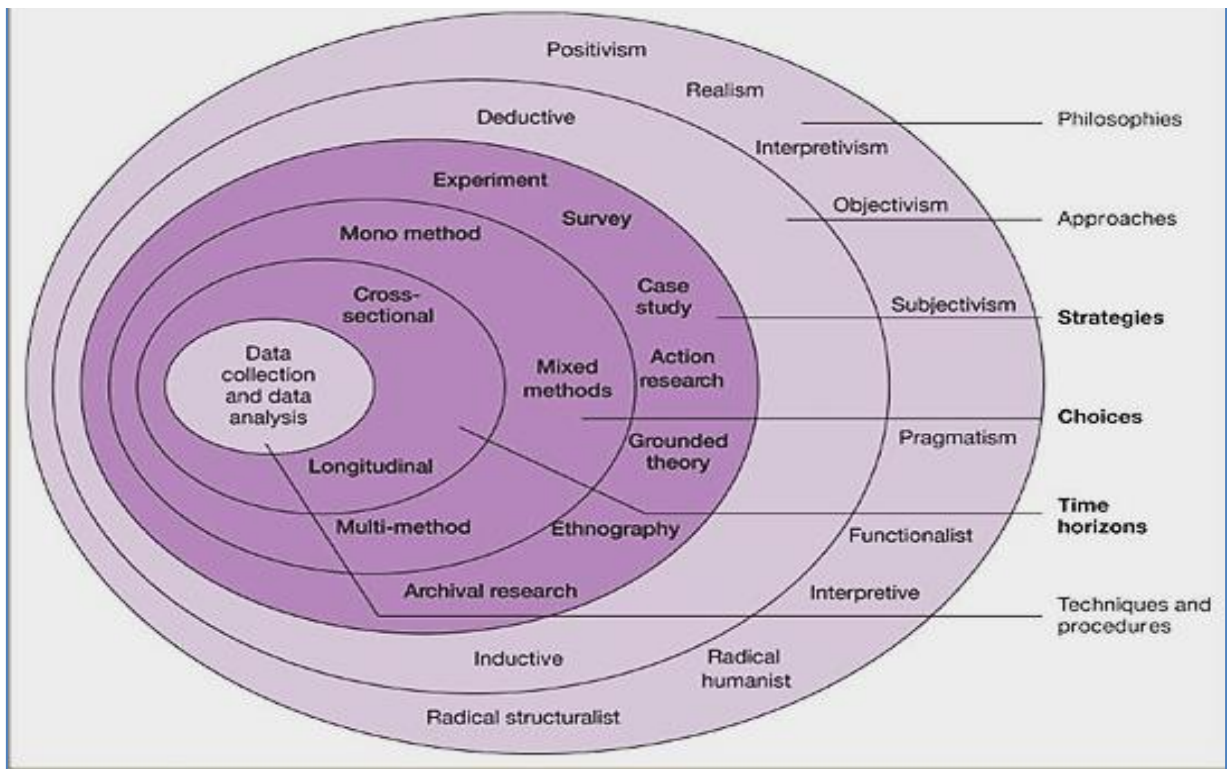 Positivism
Realism
Philosophies
Deductive
Interpretivism
Experiment
Objectivism
Survey
Approaches
Mono method
Case
study
Subjectivism
Strategies
Cross-
sectional
Data
collection
and data
analysis
Mixed
methods
Action
research
Choices
Pragmatism
Grounded
theory
Longitudinal
Time
horizons
Multi-method
Ethnography
Functionalist
Archival research
Interpretive
Techniques and
procedures
Inductive
Radical
humanist
Radical structuralist